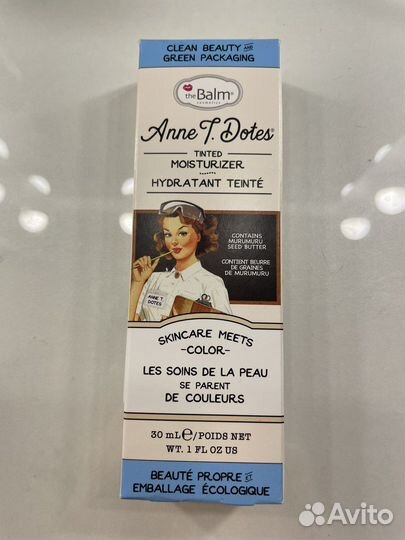 CLEAN BEAUTY AND
GREEN PACKAGING
the Balm®
cosmetics
Anne T. Dotes®
TINTED
MOISTURIZER
HYDRATANT TEINTÉ
CONTAINS
MURUMURU
SEED BUTTER
CONTIENT BEURRE
DE GRAINES
DE MURUMURU
ANNE T.
DOTES
SKINCARE MEETS
-COLOR-
LES SOINS DE LA PEAU
SE PARENT
DE COULEURS
30 mL e/POIDS NET
WT. 1 FL OZ US
BEAUTÉ PROPRE ET
EMBALLAGE ÉCOLOGIQUE
Avito